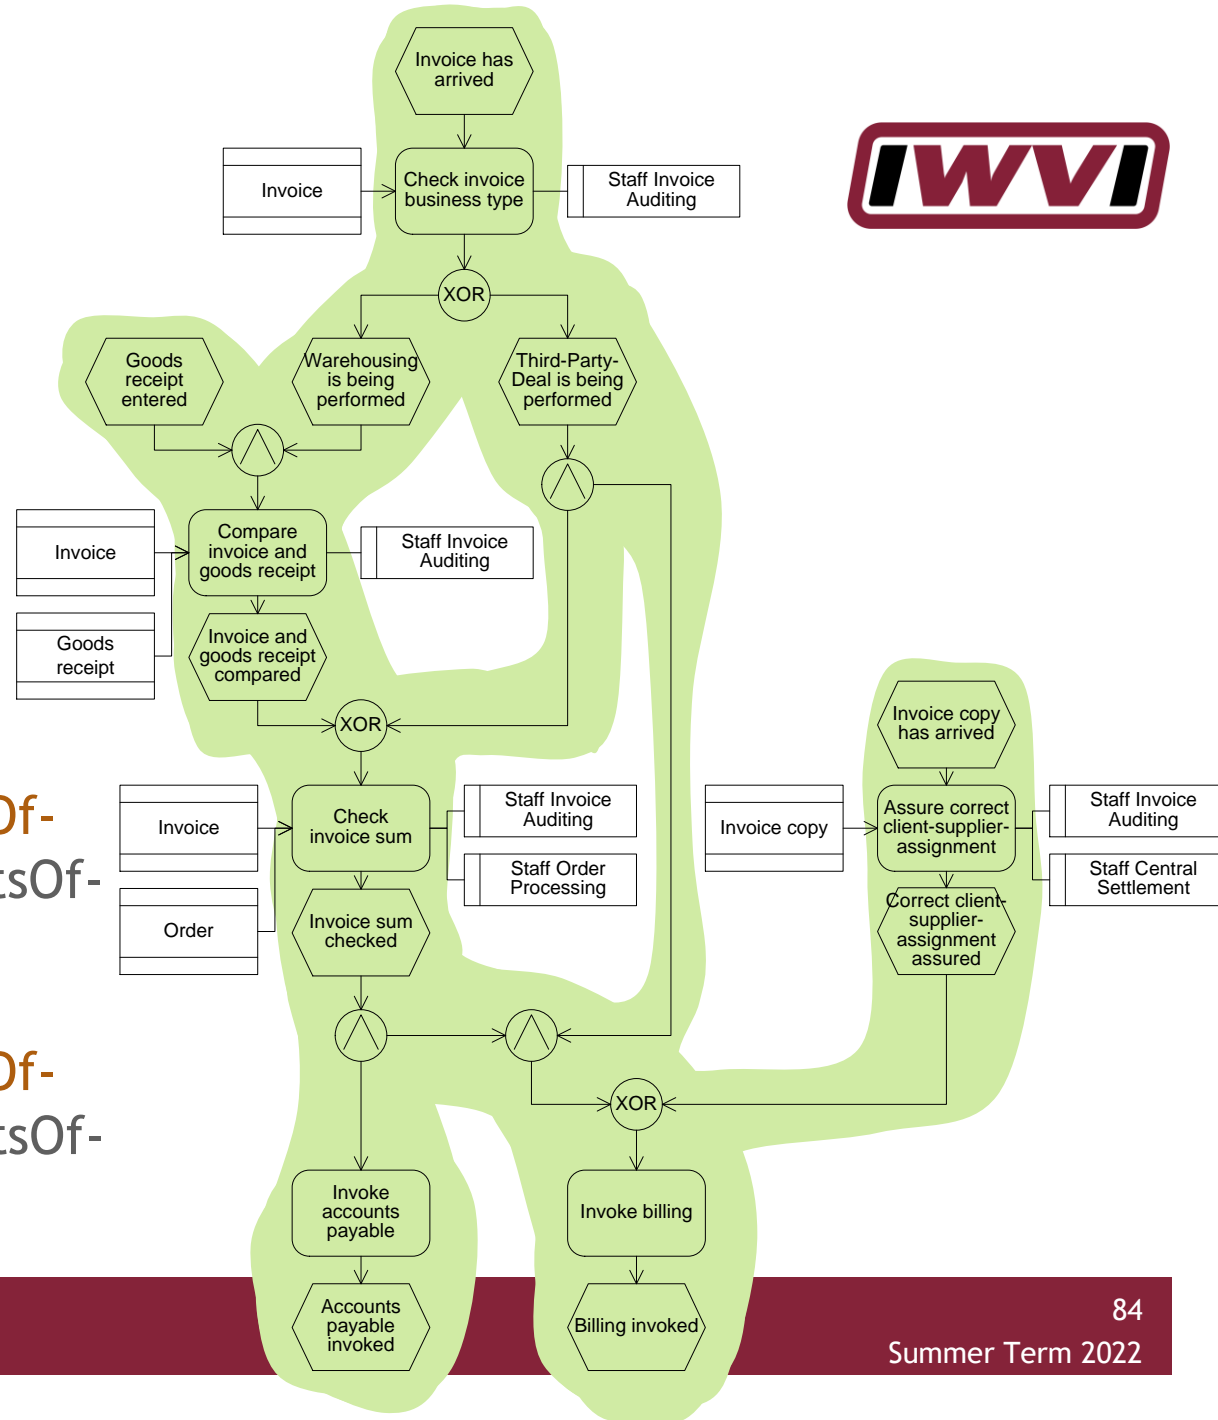 Invoice has
arrived
IWVI
Invoice
Check invoice
business type
Staff Invoice
Auditing
XOR
Goods
receipt
entered
Warehousing
is being
performed
Third-Party-
Deal is being
performed
Invoice
Compare
invoice and
goods receipt
Staff Invoice
Auditing
Goods
receipt
Invoice and
goods receipt
compared
XOR
Invoice copy
has arrived
Of-
tsOf-
Invoice
Check
invoice sum
Staff Invoice
Auditing
Staff Order
Processing
Invoice copy
Assure correct
client-supplier-
assignment
Staff Invoice
Auditing
Staff Central
Settlement
Order
Invoice sum
checked
Correct client-
supplier-
assignment
assured
Of-
tsOf-
XOR
Invoke
accounts
payable
Invoke billing
Accounts
payable
invoked
Billing invoked
84
Summer Term 2022